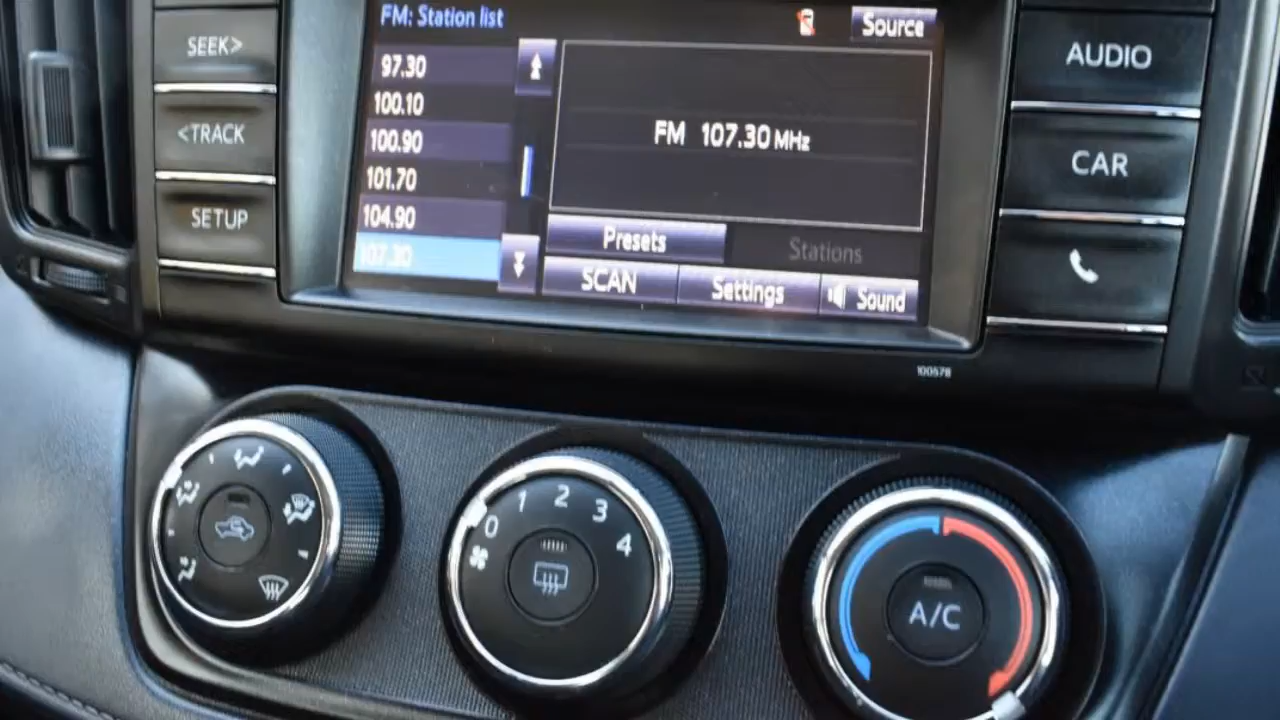 FM: Station list
Source
SEEK>
<TRACK
SETUP
97.30
100.10
100.90
101.70
104.90
107.30
FM 107.30 MHz
Presets
Stations
SCAN
Settings
Sound
AUDIO
CAR
100578
0
1
2
3
4
A/C